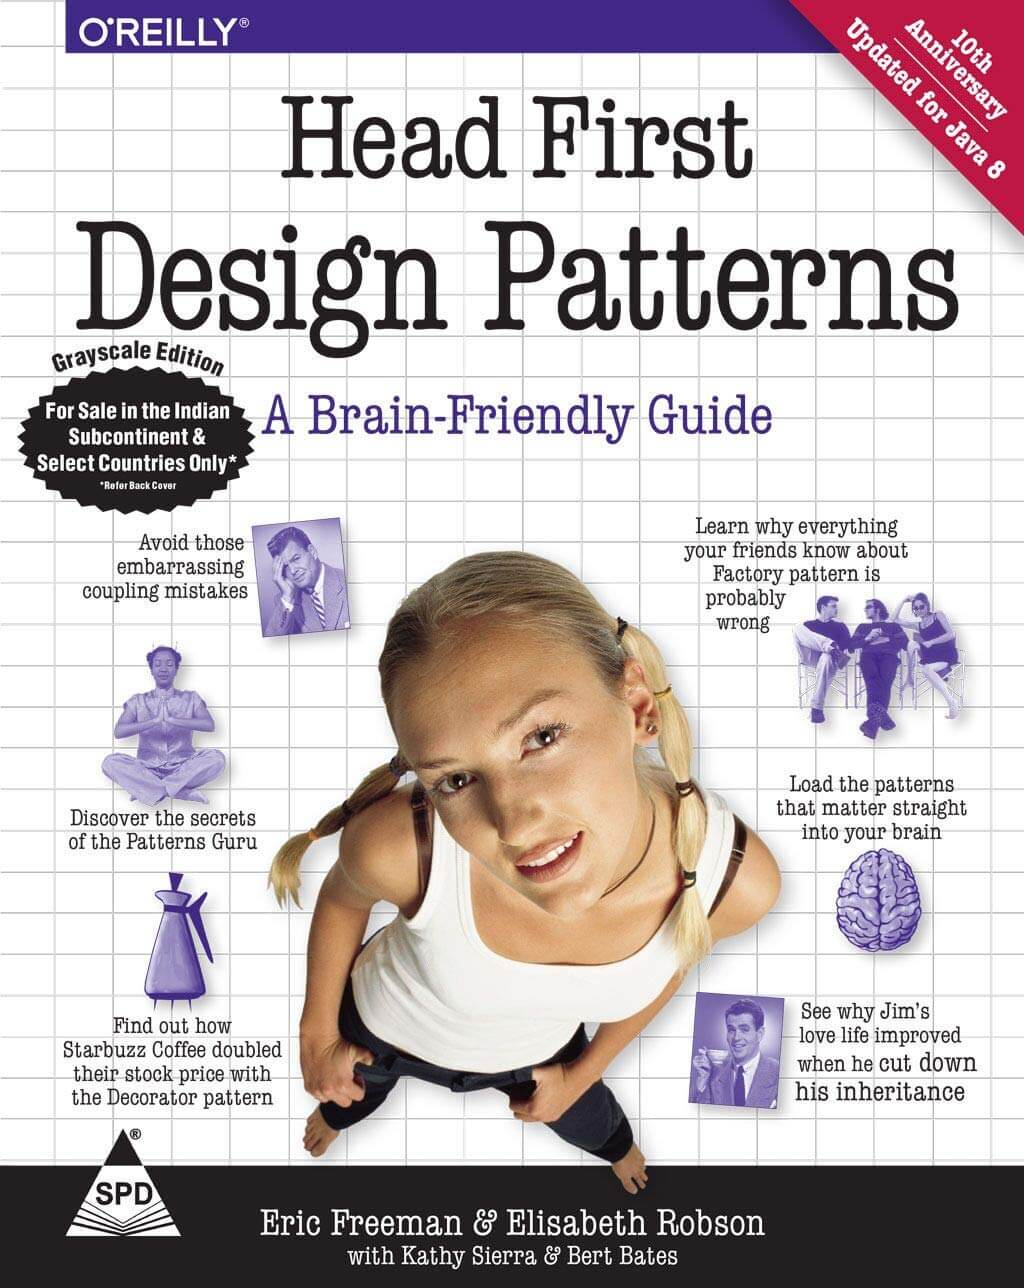 O'REILLY®
10th
Anniversary
Updated for Java 8
Head First
Design Patterns
Grayscale Edition
For Sale in the Indian
Subcontinent &
Select Countries Only*
*Refer Back Cover
A Brain-Friendly Guide
Avoid those
embarrassing
coupling mistakes
Learn why everything
your friends know about
Factory pattern is
probably
wrong
Discover the secrets
of the Patterns Guru
Load the patterns
that matter straight
into your brain
Find out how
Starbuzz Coffee doubled
their stock price with
the Decorator pattern
See why Jim's
love life improved
when he cut down
his inheritance
®
SPD
Eric Freeman & Elisabeth Robson
with Kathy Sierra & Bert Bates